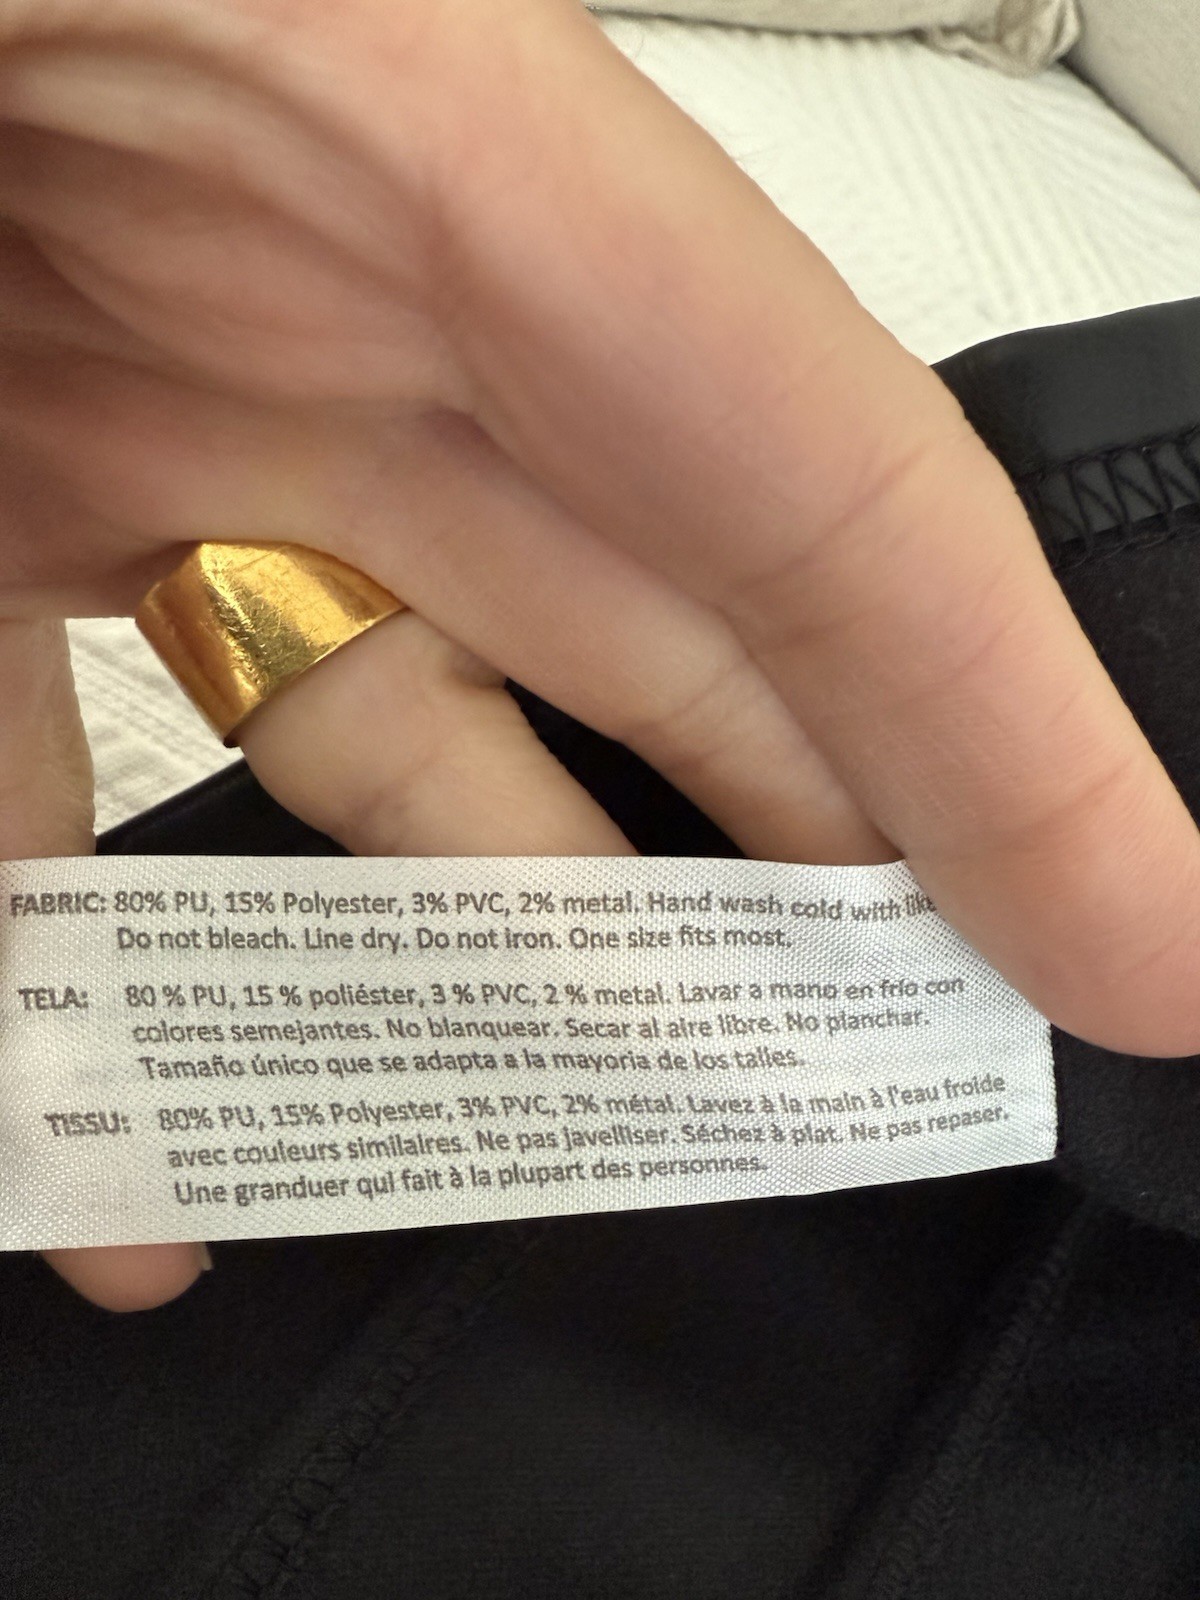 FABRIC: 80% PU, 15% Polyester, 3% PVC, 2% metal. Hand wash cold with
Do not bleach. Line dry. Do not iron. One size fits most.
TELA: 80 % PU, 15 % poliéster, 3 % PVC, 2 % metal. Lavar a mano en frío con
colores semejantes. No blanquear. Secar al aire libre. No planchar.
Tamaño único que se adapta a la mayoria de los talles.
TISSU: 80% PU, 15% Polyester, 3% PVC, 2% métal. Lavez à la main à l'eau froide
avec couleurs similaires. Ne pas javelliser. Séchez à plat. Ne pas repaser.
Une granduer qui fait à la plupart des personnes.